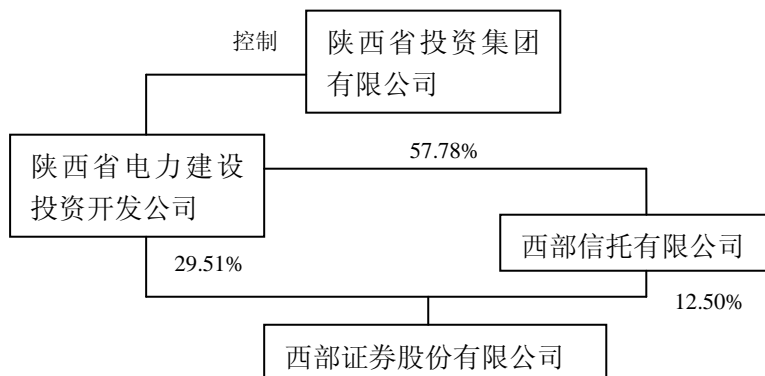 控制
陕西省投资集团
有限公司
陕西省电力建设
投资开发公司
57.78%
西部信托有限公司
29.51%
12.50%
西部证券股份有限公司